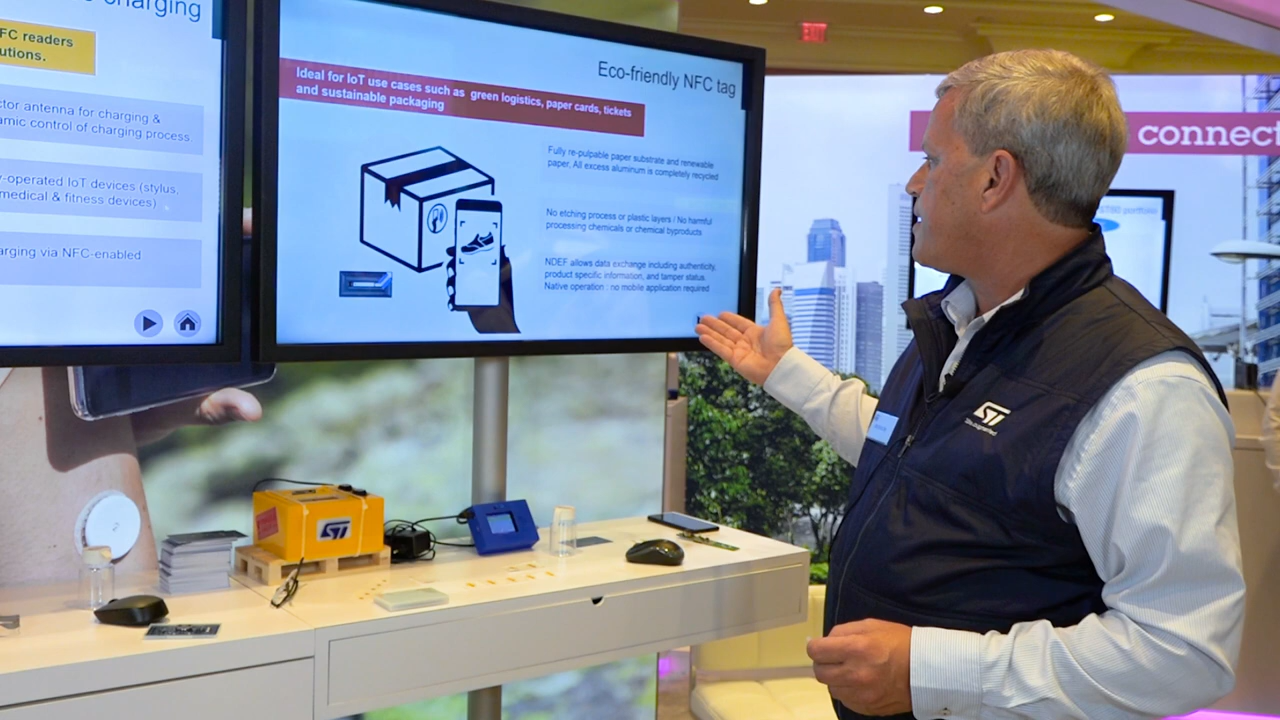 charging
FC readers
utions.
ctor antenna for charging &
amic control of charging process
y-operated IoT devices (stylus,
medical & fitness devices)
arging via NFC-enabled
Eco-friendly NFC tag
Ideal for IoT use cases such as green logistics, paper cards, tickets
and sustainable packaging
Fully re-pulpable paper substrate and renewable
paper. All excess aluminum is completely recycled
No etching process or plastic layers / No harmful
processing chemicals or chemical byproducts
NDEF allows data exchange including authenticity,
product specific information, and tamper status.
Native operation : no mobile application required
EXIT
connect
portfolio
ST
ST